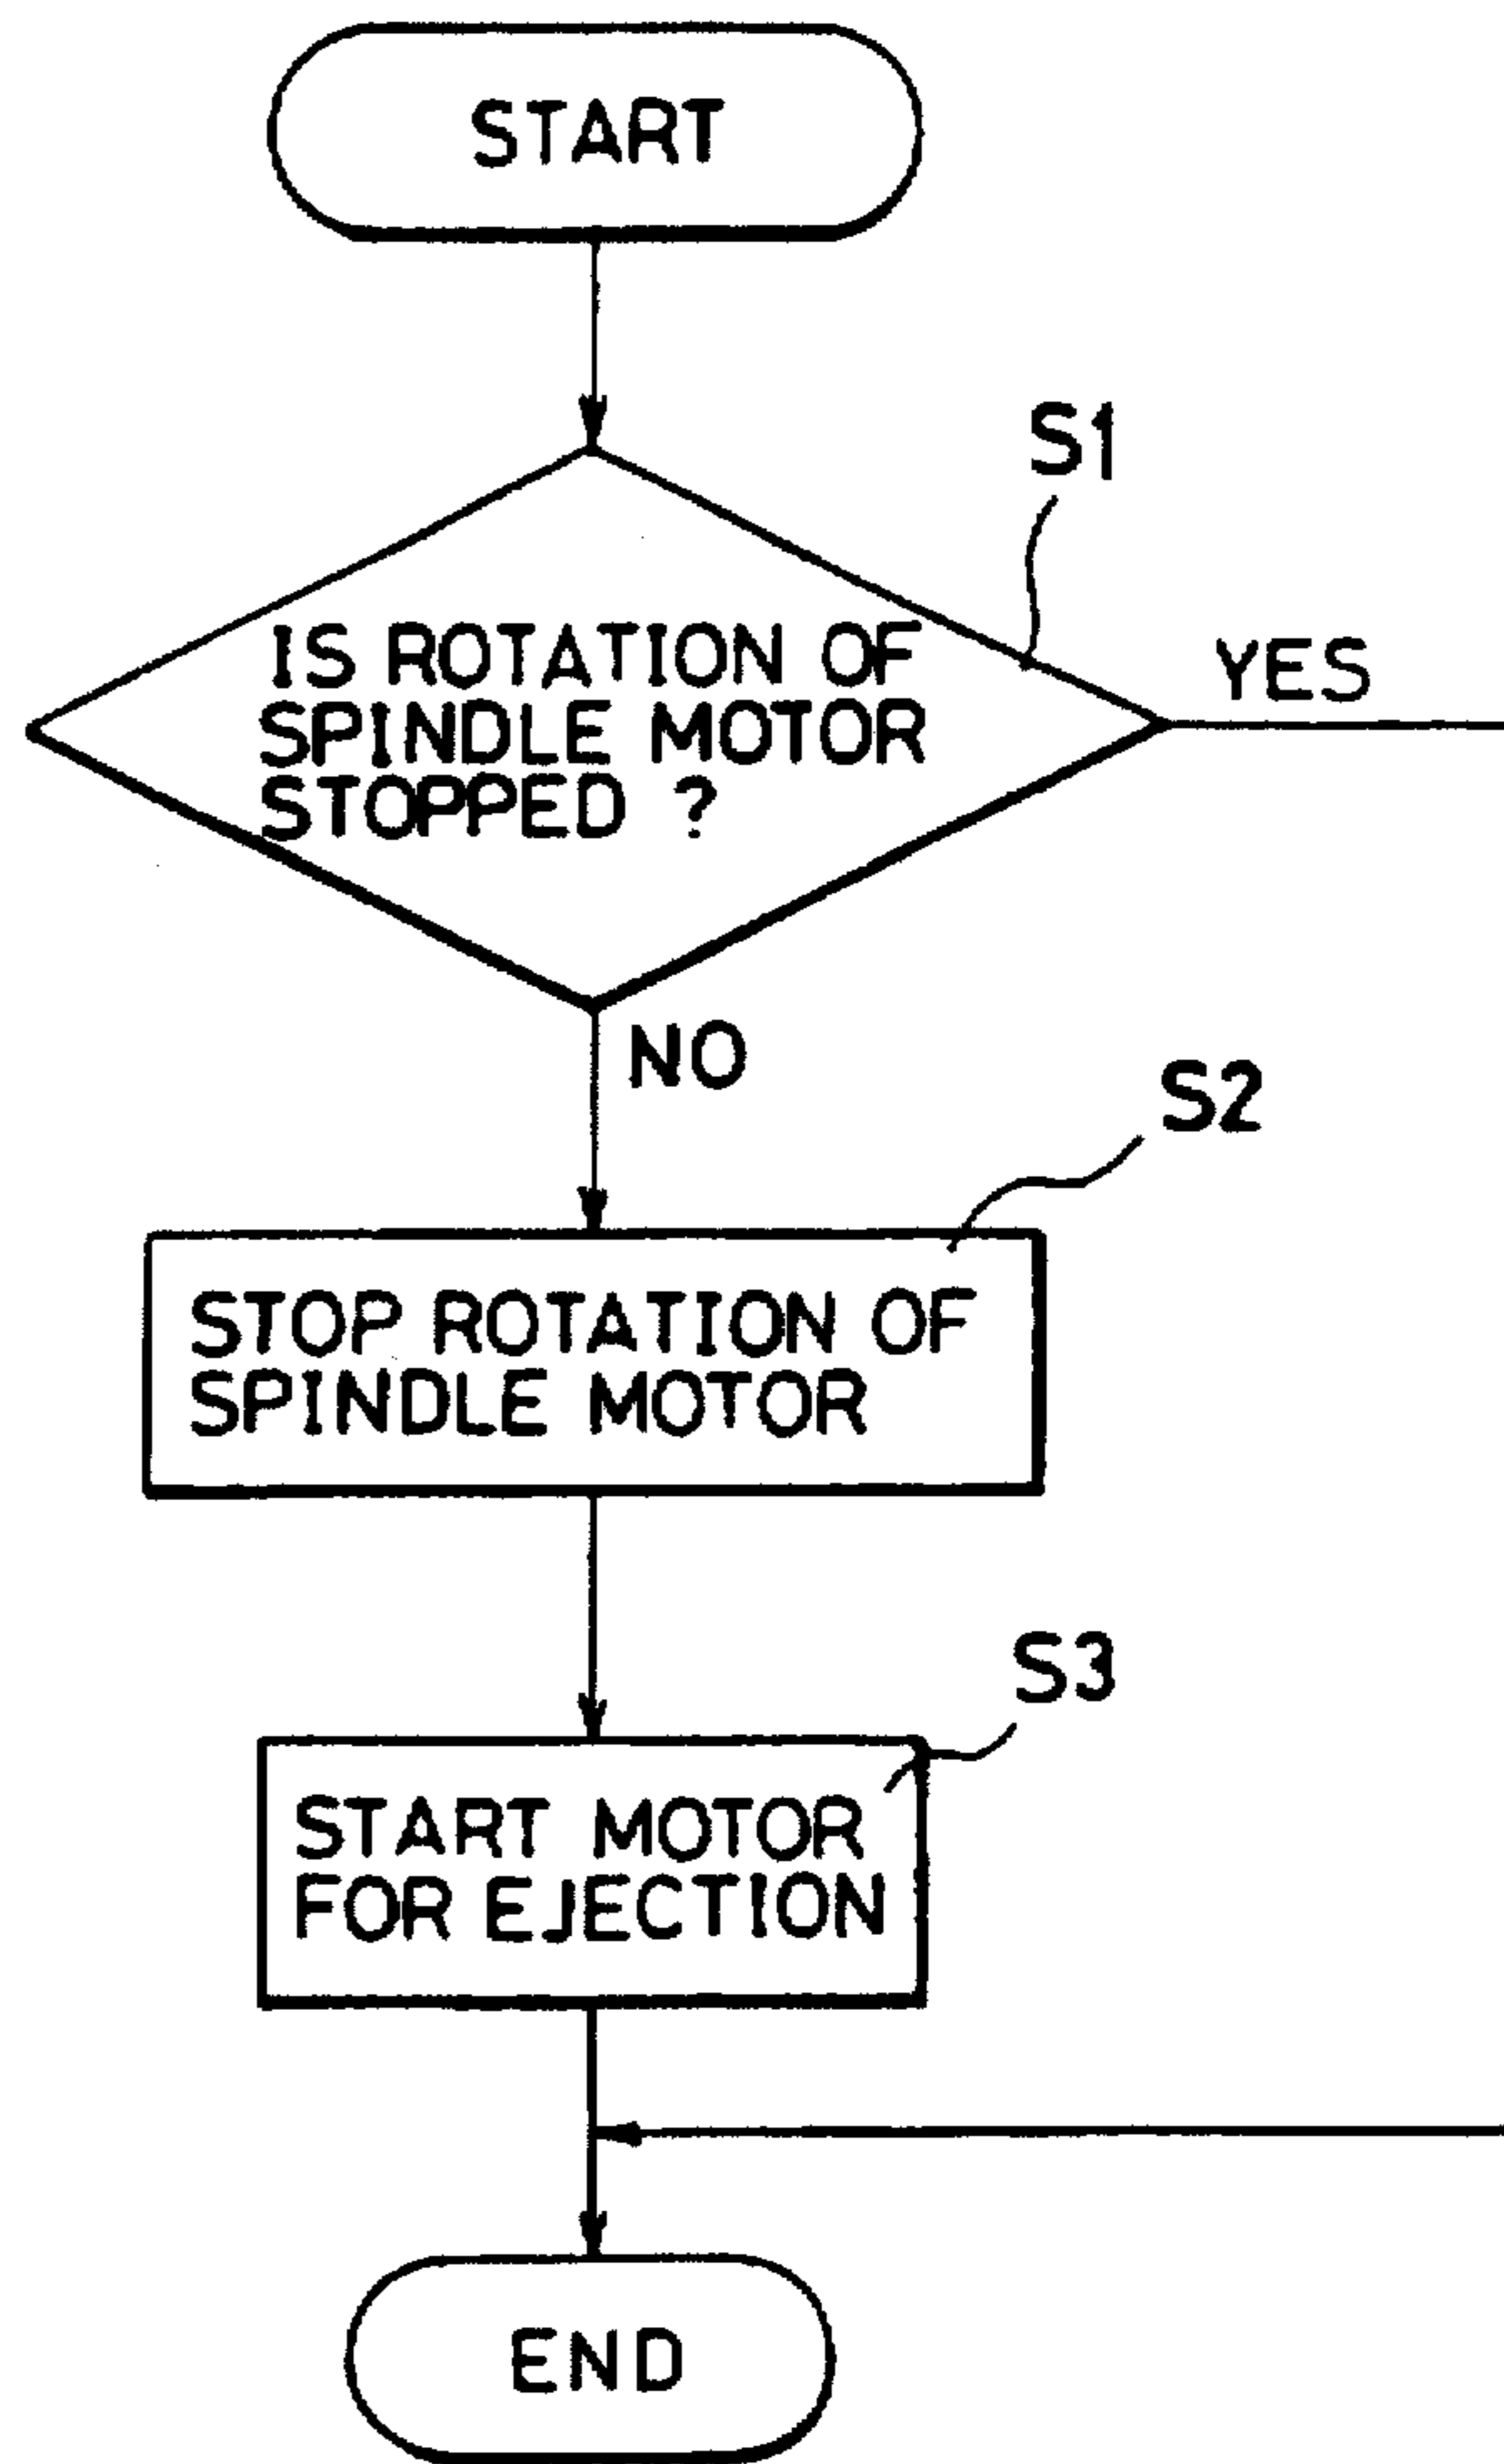 START
S1
IS ROTATION OF
SPINDLE MOTOR
STOPPED ?
YES
NO
S2
STOP ROTATION OF
SPINDLE MOTOR
S3
START MOTOR
FOR EJECTION
END